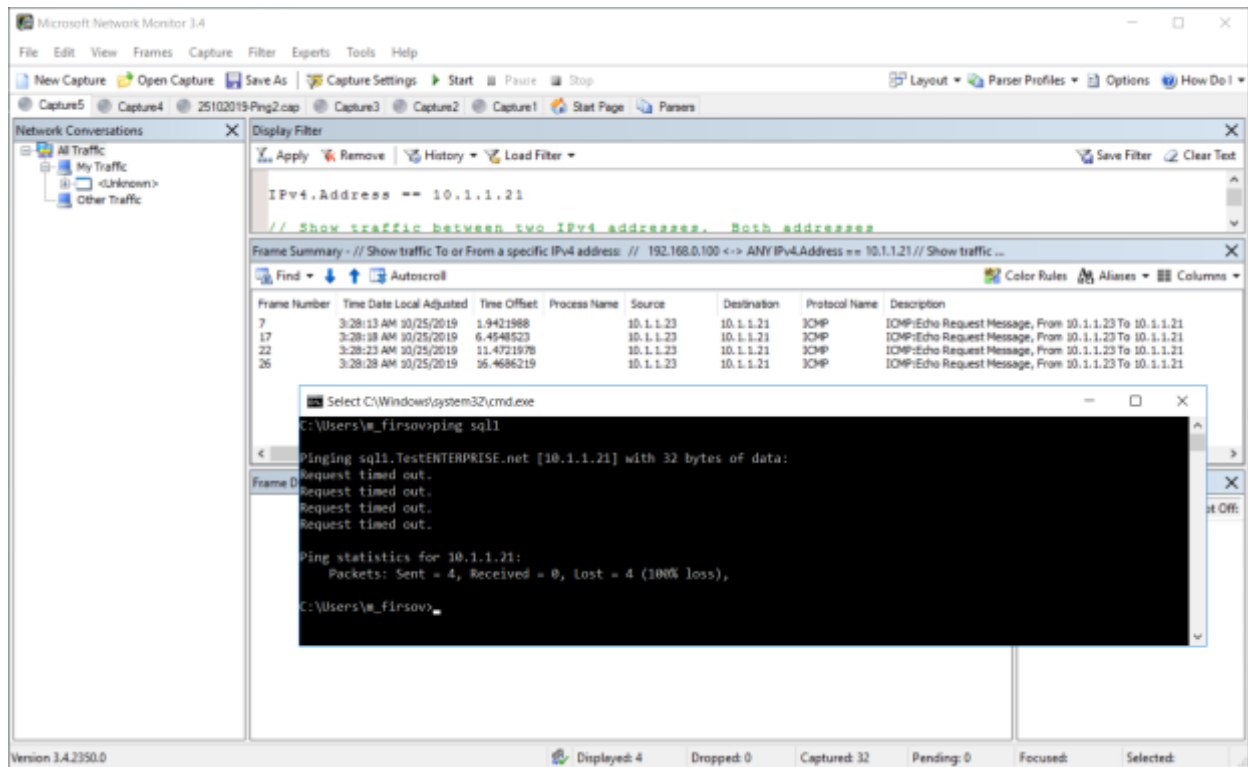 Microsoft Network Monitor 3.4
File Edit View Frames Capture Filter Experts Tools Help
New Capture Open Capture Save As Capture Settings Start Pause Stop Layout Parser Profiles Options How Do I
Capture5 Capture4 25102019-Ping2.cap Capture3 Capture2 Capture1 Start Page Parsers
Network Conversations
All Traffic
My Traffic
<Unknown>
Other Traffic
Display Filter
Apply Remove History Load Filter Save Filter Clear Text
IPv4.Address == 10.1.1.21
// Show traffic between two IPv4 addresses. Both addresses
Frame Summary - // Show traffic To or From a specific IPv4 address: // 192.168.0.100 <-> ANY IPv4.Address == 10.1.1.21 // Show traffic ...
Find Autoscroll Color Rules Aliases Columns
Frame Number Time Date Local Adjusted Time Offset Process Name Source Destination Protocol Name Description
7 3:28:13 AM 10/25/2019 1.9421988 10.1.1.23 10.1.1.21 ICMP ICMP:Echo Request Message, From 10.1.1.23 To 10.1.1.21
17 3:28:18 AM 10/25/2019 6.4548523 10.1.1.23 10.1.1.21 ICMP ICMP:Echo Request Message, From 10.1.1.23 To 10.1.1.21
22 3:28:23 AM 10/25/2019 11.4721978 10.1.1.23 10.1.1.21 ICMP ICMP:Echo Request Message, From 10.1.1.23 To 10.1.1.21
26 3:28:28 AM 10/25/2019 16.4686219 10.1.1.23 10.1.1.21 ICMP ICMP:Echo Request Message, From 10.1.1.23 To 10.1.1.21
Select C:\Windows\system32\cmd.exe
C:\Users\m_firsov>ping sql1
Pinging sql1.TestENTERPRISE.net [10.1.1.21] with 32 bytes of data:
Request timed out.
Request timed out.
Request timed out.
Request timed out.
Ping statistics for 10.1.1.21:
Packets: Sent = 4, Received = 0, Lost = 4 (100% loss),
C:\Users\m_firsov>
Frame D
et Off:
Version 3.4.2350.0 Displayed: 4 Dropped: 0 Captured: 32 Pending: 0 Focused: Selected: